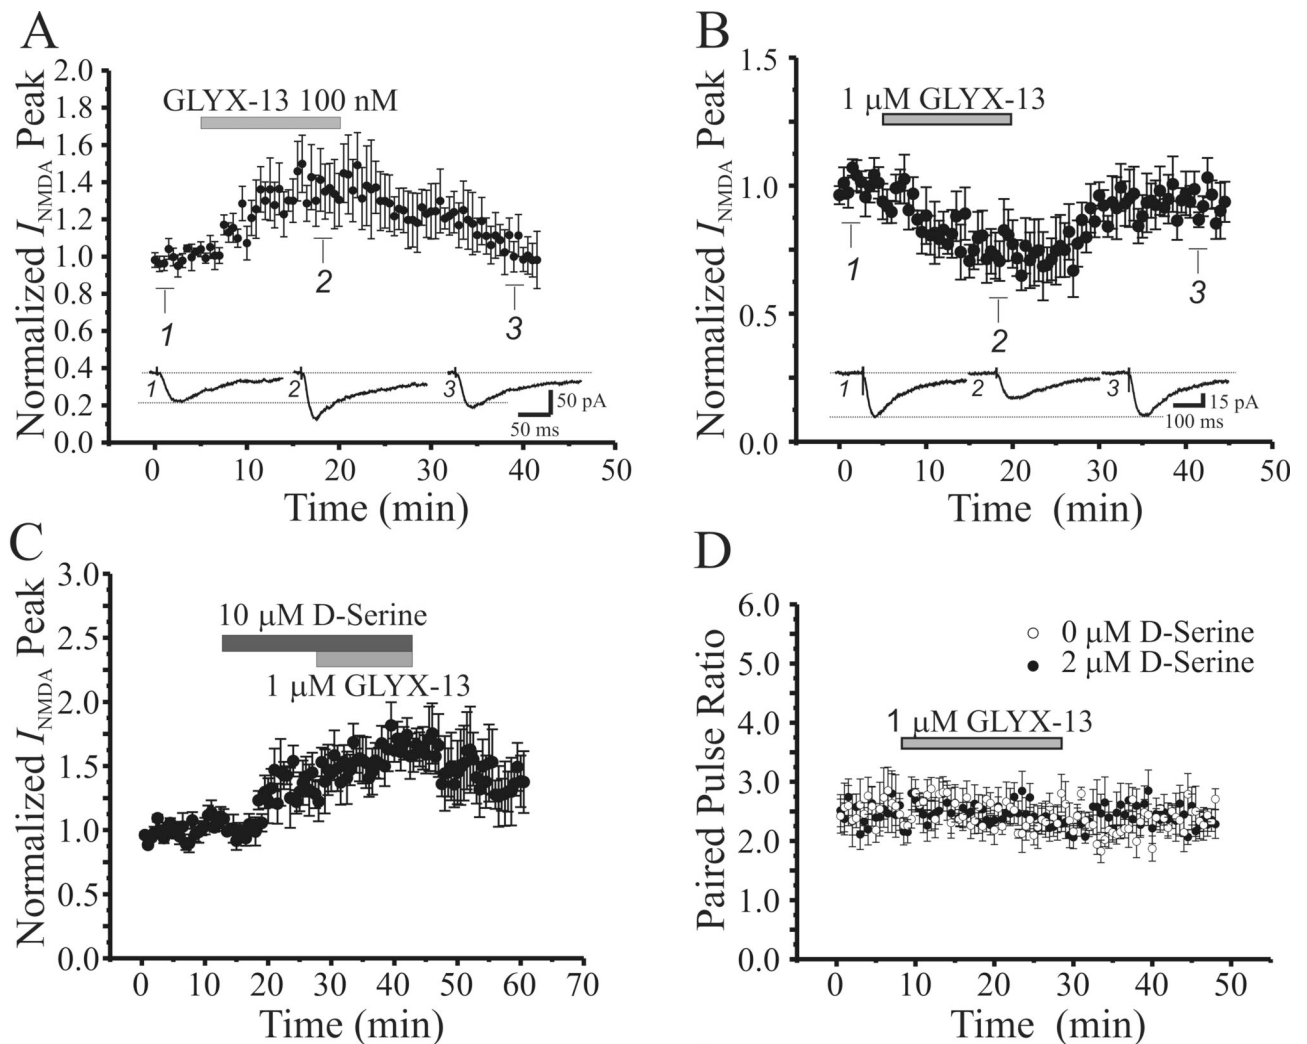 A
Normalized I_NMDA Peak
2.0
1.8
1.6
1.4
1.2
1.0
0.8
0.6
0.4
0.2
0.0
GLYX-13 100 nM
1
2
3
1
2
3
50 pA
50 ms
0 10 20 30 40 50
Time (min)
B
Normalized I_NMDA Peak
1.5
1.0
0.5
0.0
1 μM GLYX-13
1
2
3
1
2
3
15 pA
100 ms
0 10 20 30 40 50
Time (min)
C
Normalized I_NMDA Peak
3.0
2.5
2.0
1.5
1.0
0.5
0.0
10 μM D-Serine
1 μM GLYX-13
0 10 20 30 40 50 60 70
Time (min)
D
Paired Pulse Ratio
6.0
5.0
4.0
3.0
2.0
1.0
0.0
0 μM D-Serine
2 μM D-Serine
1 μM GLYX-13
0 10 20 30 40 50
Time (min)